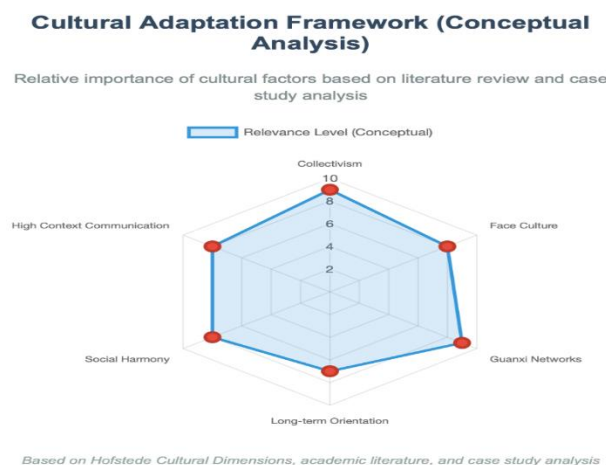 Cultural Adaptation Framework (Conceptual
Analysis)
Relative importance of cultural factors based on literature review and case
study analysis
Relevance Level (Conceptual)
Collectivism
10
8
High Context Communication
Face Culture
6
4
2
Social Harmony
Guanxi Networks
Long-term Orientation
Based on Hofstede Cultural Dimensions, academic literature, and case study analysis